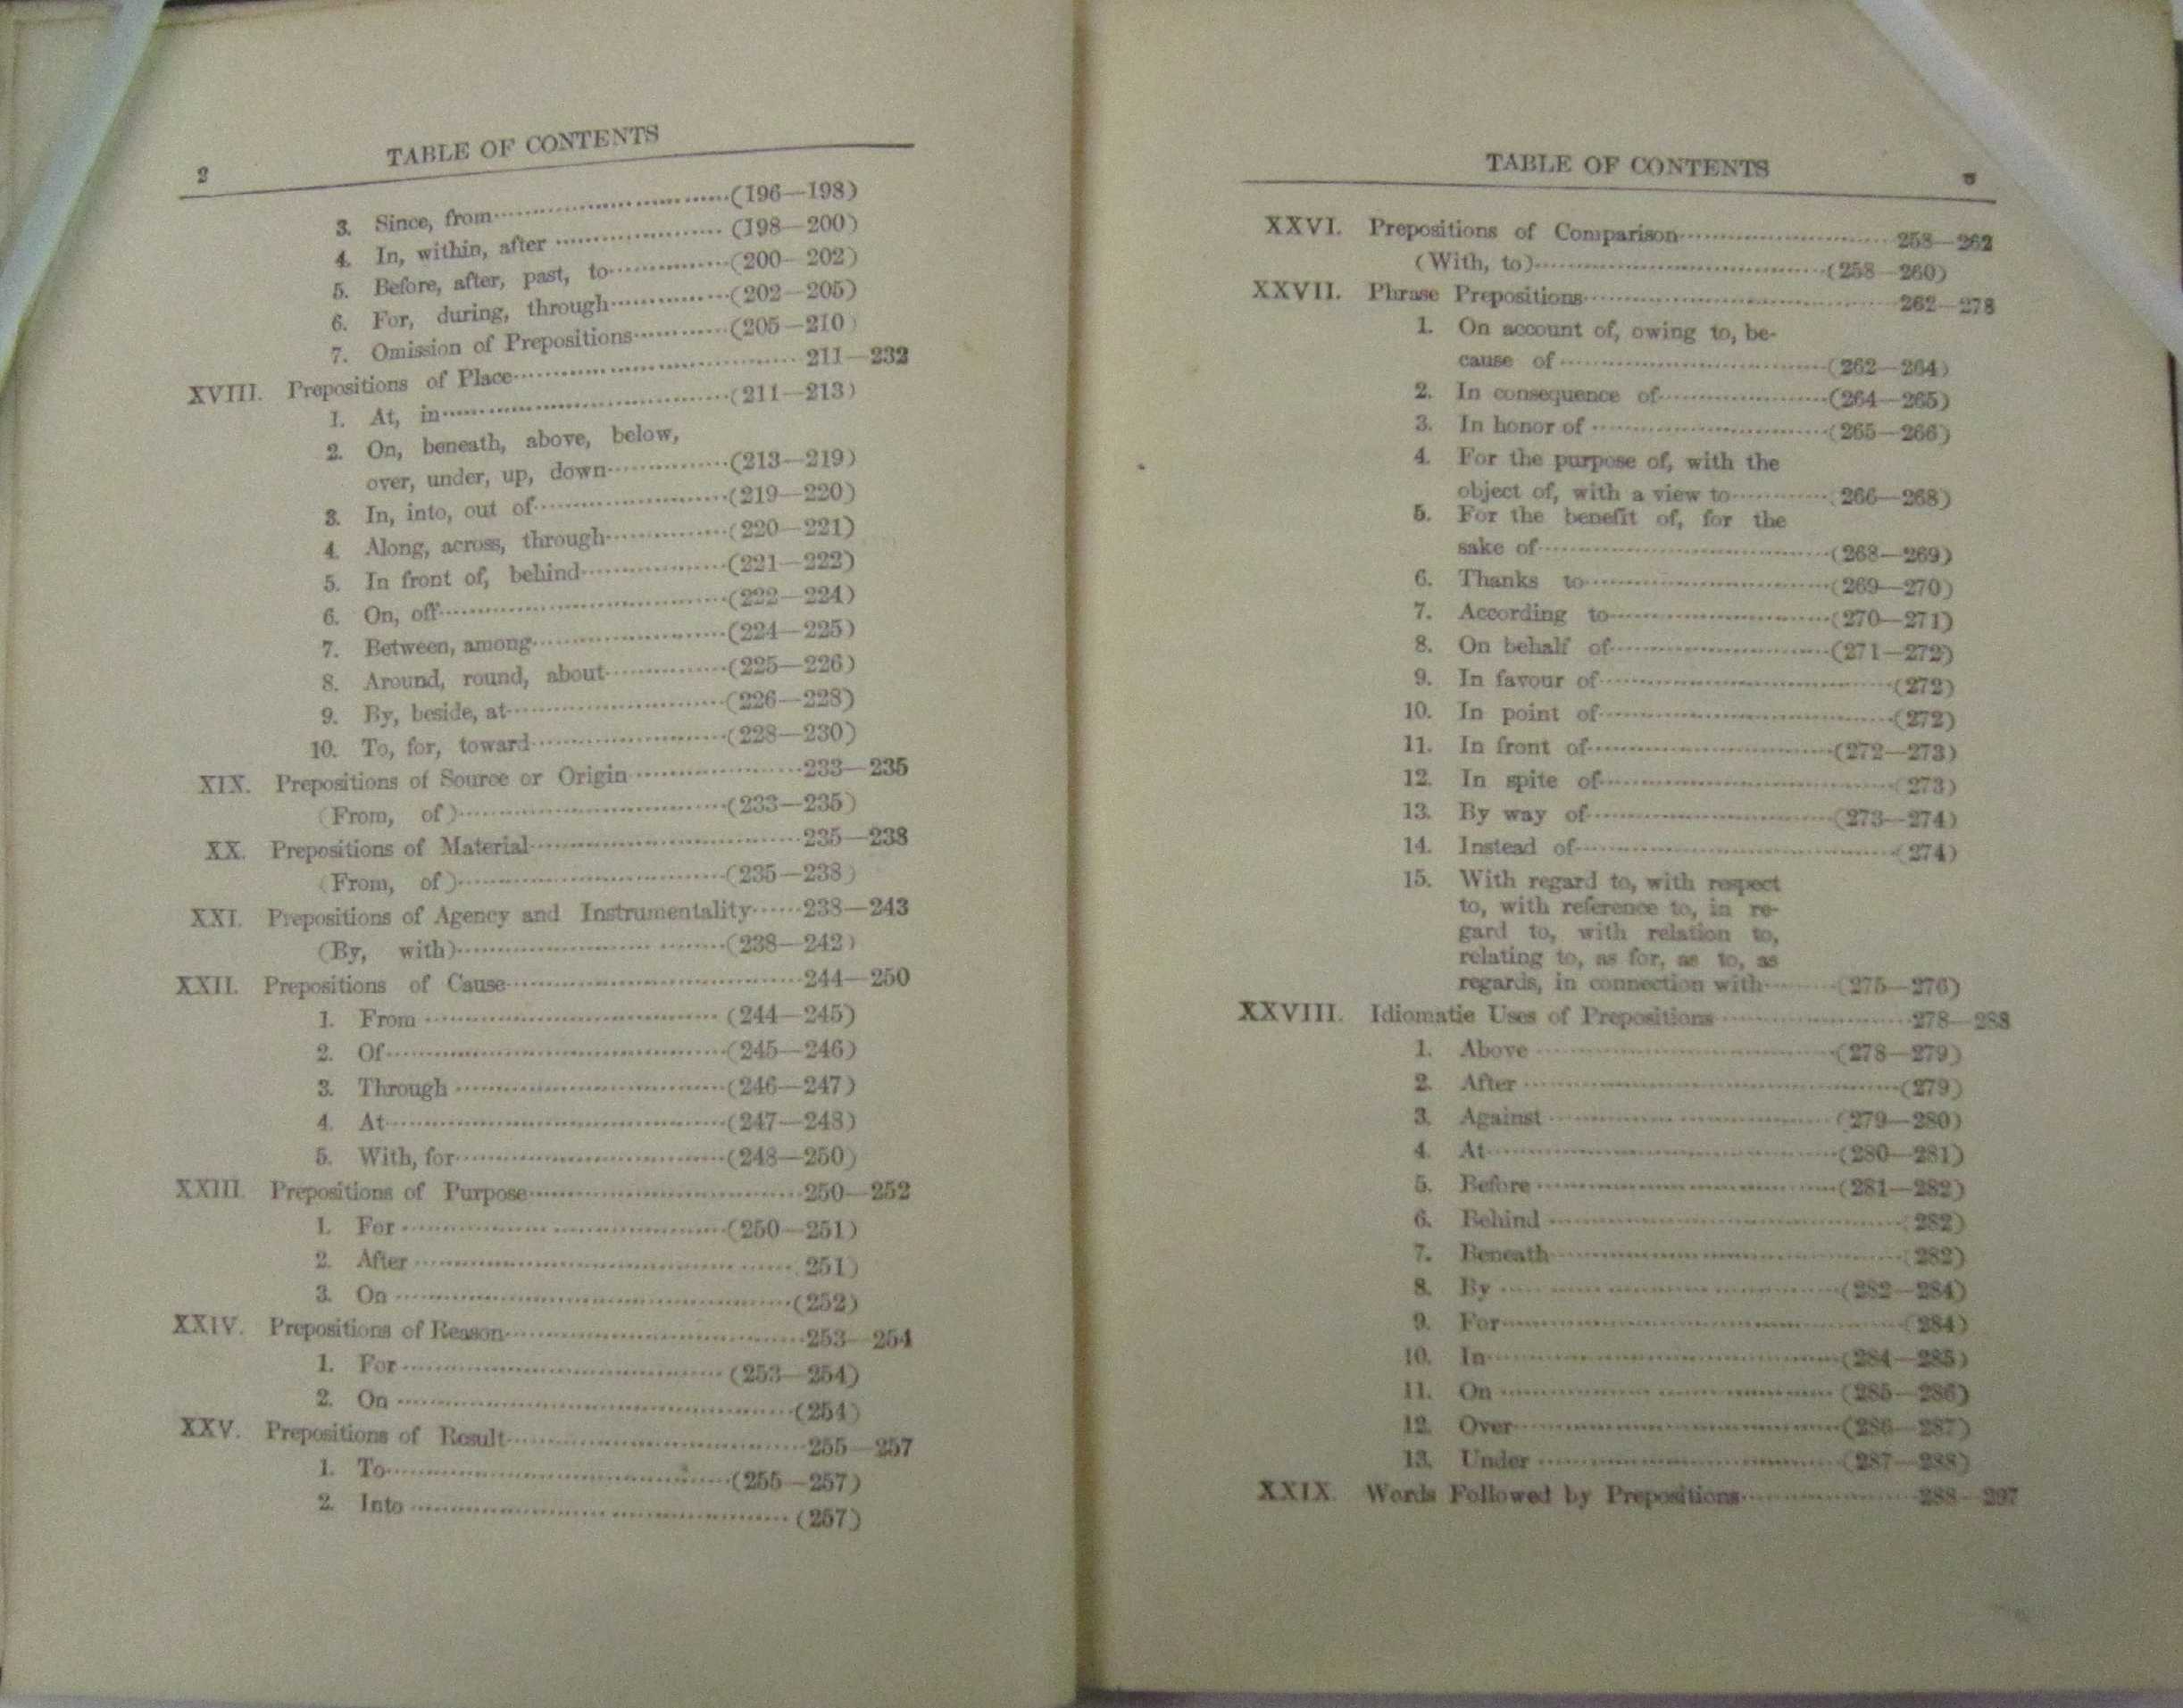 2 TABLE OF CONTENTS
3. Since, from (196—198)
4. In, within, after (198—200)
5. Before, after, past, to (200—202)
6. For, during, through (202—205)
7. Omission of Prepositions (205—210)
XVIII. Prepositions of Place 211—232
1. At, in (211—213)
2. On, beneath, above, below,
over, under, up, down (213—219)
3. In, into, out of (219—220)
4. Along, across, through (220—221)
5. In front of, behind (221—222)
6. On, off (222—224)
7. Between, among (224—225)
8. Around, round, about (225—226)
9. By, beside, at (226—228)
10. To, for, toward (228—230)
XIX. Prepositions of Source or Origin 233—235
(From, of) (233—235)
XX. Prepositions of Material 235—238
(From, of) (235—238)
XXI. Prepositions of Agency and Instrumentality 238—243
(By, with) (238—242)
XXII. Prepositions of Cause 244—250
1. From (244—245)
2. Of (245—246)
3. Through (246—247)
4. At (247—248)
5. With, for (248—250)
XXIII. Prepositions of Purpose 250—252
1. For (250—251)
2. After (251)
3. On (252)
XXIV. Prepositions of Reason 253—254
1. For (253—254)
2. On (254)
XXV. Prepositions of Result 255—257
1. To (255—257)
2. Into (257)
TABLE OF CONTENTS
XXVI. Prepositions of Comparison 258—262
(With, to) (258—260)
XXVII. Phrase Prepositions 262—278
1. On account of, owing to, be-
cause of (262—264)
2. In consequence of (264—265)
3. In honor of (265—266)
4. For the purpose of, with the
object of, with a view to (266—268)
5. For the benefit of, for the
sake of (268—269)
6. Thanks to (269—270)
7. According to (270—271)
8. On behalf of (271—272)
9. In favour of (272)
10. In point of (272)
11. In front of (272—273)
12. In spite of (273)
13. By way of (273—274)
14. Instead of (274)
15. With regard to, with respect
to, with reference to, in re-
gard to, with relation to,
relating to, as for, as to, as
regards, in connection with (275—276)
XXVIII. Idiomatic Uses of Prepositions 278—288
1. Above (278—279)
2. After (279)
3. Against (279—280)
4. At (280—281)
5. Before (281—282)
6. Behind (282)
7. Beneath (282)
8. By (282—284)
9. For (284)
10. In (284—285)
11. On (285—286)
12. Over (286—287)
13. Under (287—288)
XXIX. Words Followed by Prepositions 288—297